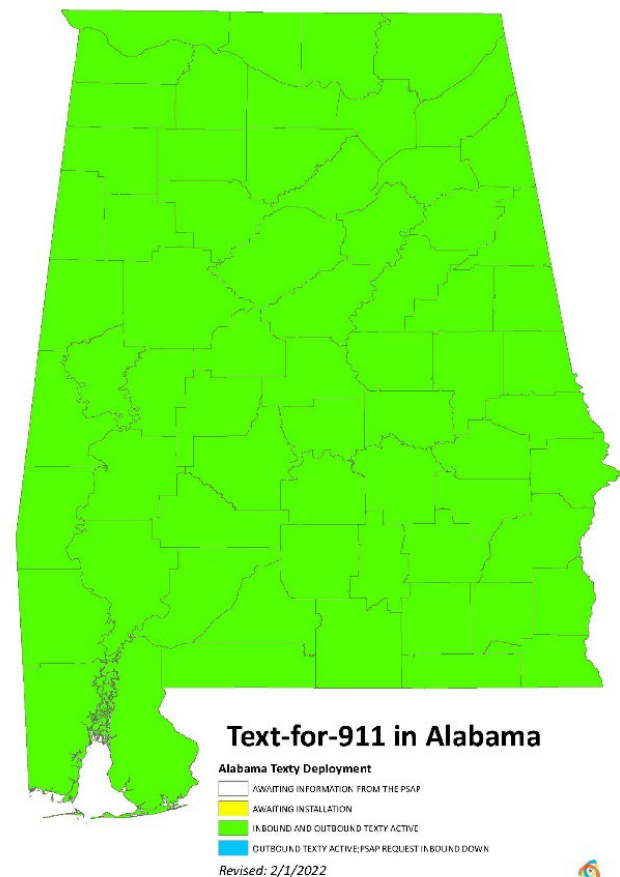 Text-for-911 in Alabama
Alabama Texty Deployment
AWAITING INFORMATION FROM THE PSAP
AWAITING INSTALLATION
INBOUND AND OUTBOUND TEXTY ACTIVE
OUTBOUND TEXTY ACTIVE;PSAP REQUEST INBOUND DOWN
Revised: 2/1/2022